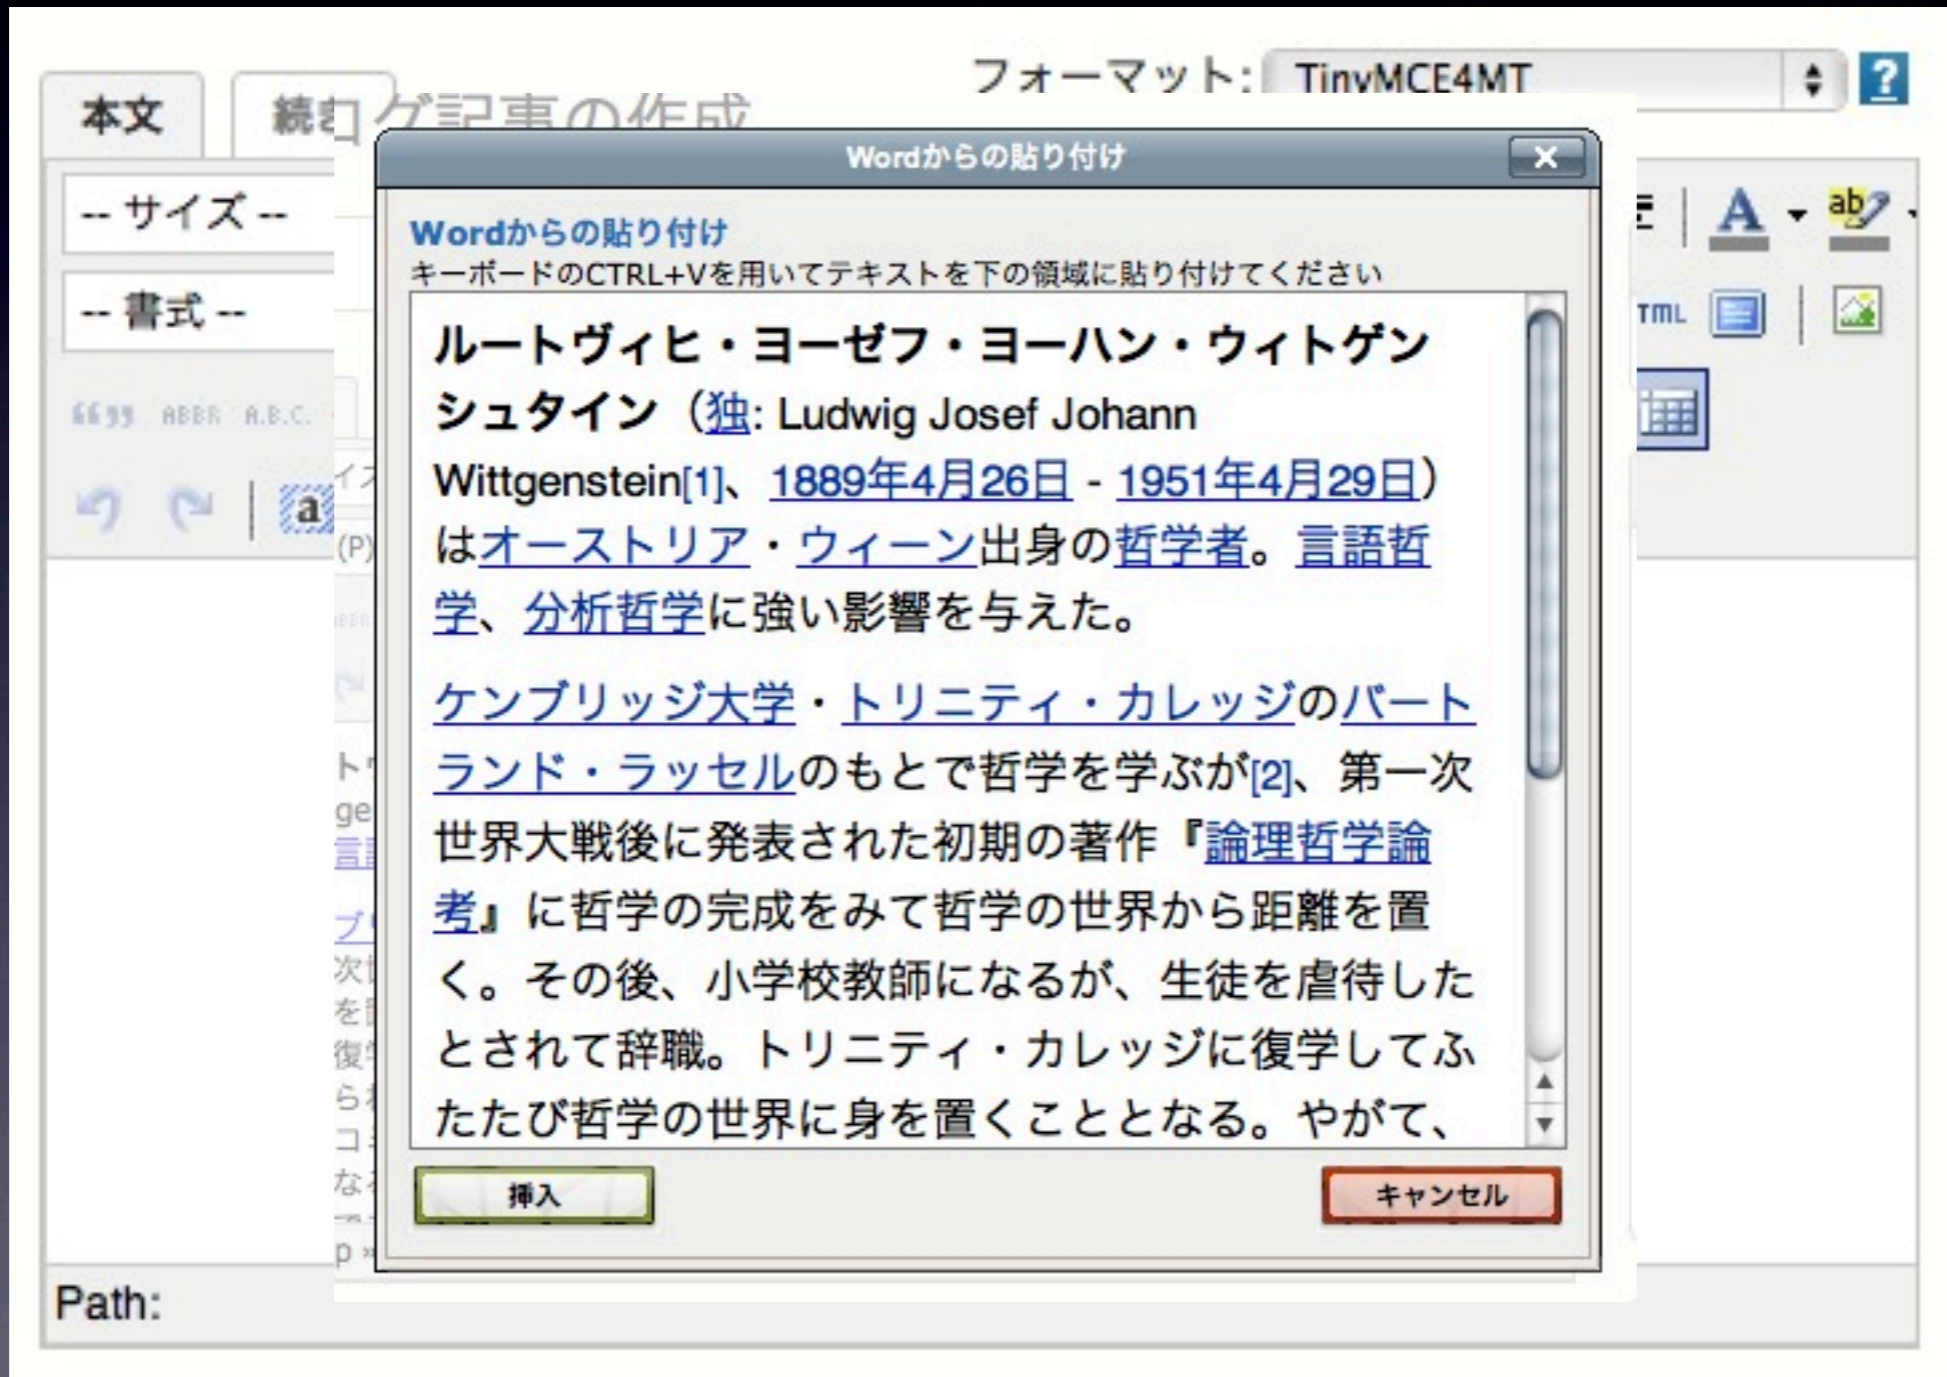 フォーマット: TinyMCE4MT ?
本文
続き
ログ記事の作成
Wordからの貼り付け
-- サイズ --
-- 書式 --
ABBR A.B.C.
a
A
ab
TML
(P)
Wordからの貼り付け
キーボードのCTRL+Vを用いてテキストを下の領域に貼り付けてください
ルートヴィヒ・ヨーゼフ・ヨーハン・ウィトゲン
シュタイン（独: Ludwig Josef Johann
Wittgenstein[1]、1889年4月26日 - 1951年4月29日）
はオーストリア・ウィーン出身の哲学者。言語哲
学、分析哲学に強い影響を与えた。
ケンブリッジ大学・トリニティ・カレッジのバート
ランド・ラッセルのもとで哲学を学ぶが[2]、第一次
世界大戦後に発表された初期の著作『論理哲学論
考』に哲学の完成をみて哲学の世界から距離を置
く。その後、小学校教師になるが、生徒を虐待した
とされて辞職。トリニティ・カレッジに復学してふ
たたび哲学の世界に身を置くこととなる。やがて、
挿入
キャンセル
Path: